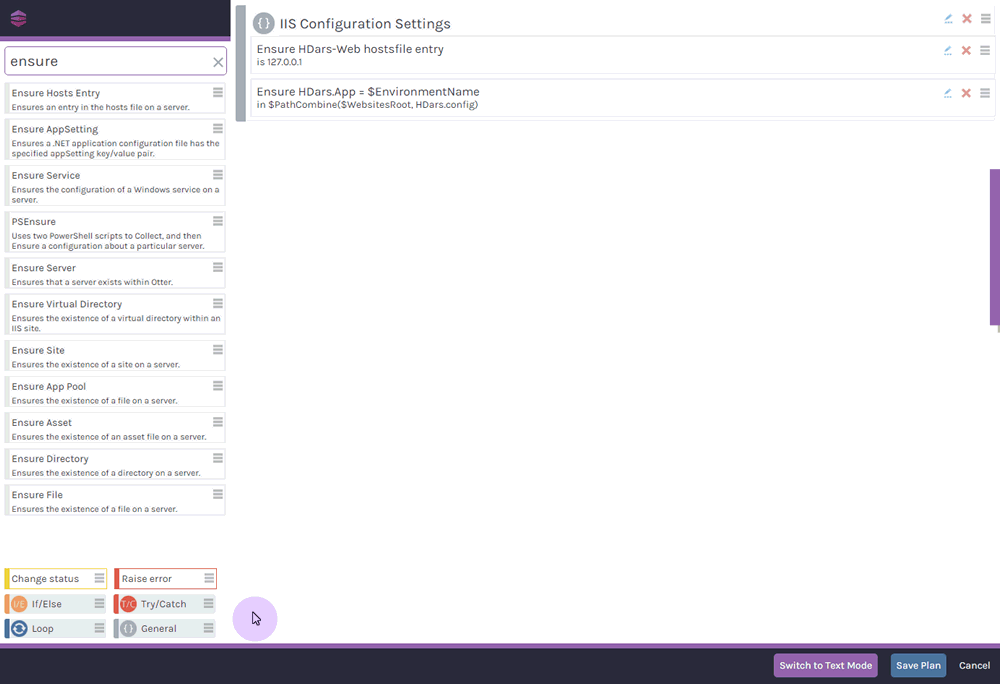 ensure
Ensure Hosts Entry
Ensures an entry in the hosts file on a server.
Ensure AppSetting
Ensures a .NET application configuration file has the
specified appSetting key/value pair.
Ensure Service
Ensures the configuration of a Windows service on a
server.
PSEnsure
Uses two PowerShell scripts to Collect, and then
Ensure a configuration about a particular server.
Ensure Server
Ensures that a server exists within Otter.
Ensure Virtual Directory
Ensures the existence of a virtual directory within an
IIS site.
Ensure Site
Ensures the existence of a site on a server.
Ensure App Pool
Ensures the existence of a file on a server.
Ensure Asset
Ensures the existence of an asset file on a server.
Ensure Directory
Ensures the existence of a directory on a server.
Ensure File
Ensures the existence of a file on a server.
Change status
Raise error
I/E If/Else
T/C Try/Catch
Loop
{} General
{} IIS Configuration Settings
Ensure HDars-Web hostsfile entry
is 127.0.0.1
Ensure HDars.App = $EnvironmentName
in $PathCombine($WebsitesRoot, HDars.config)
Switch to Text Mode
Save Plan
Cancel